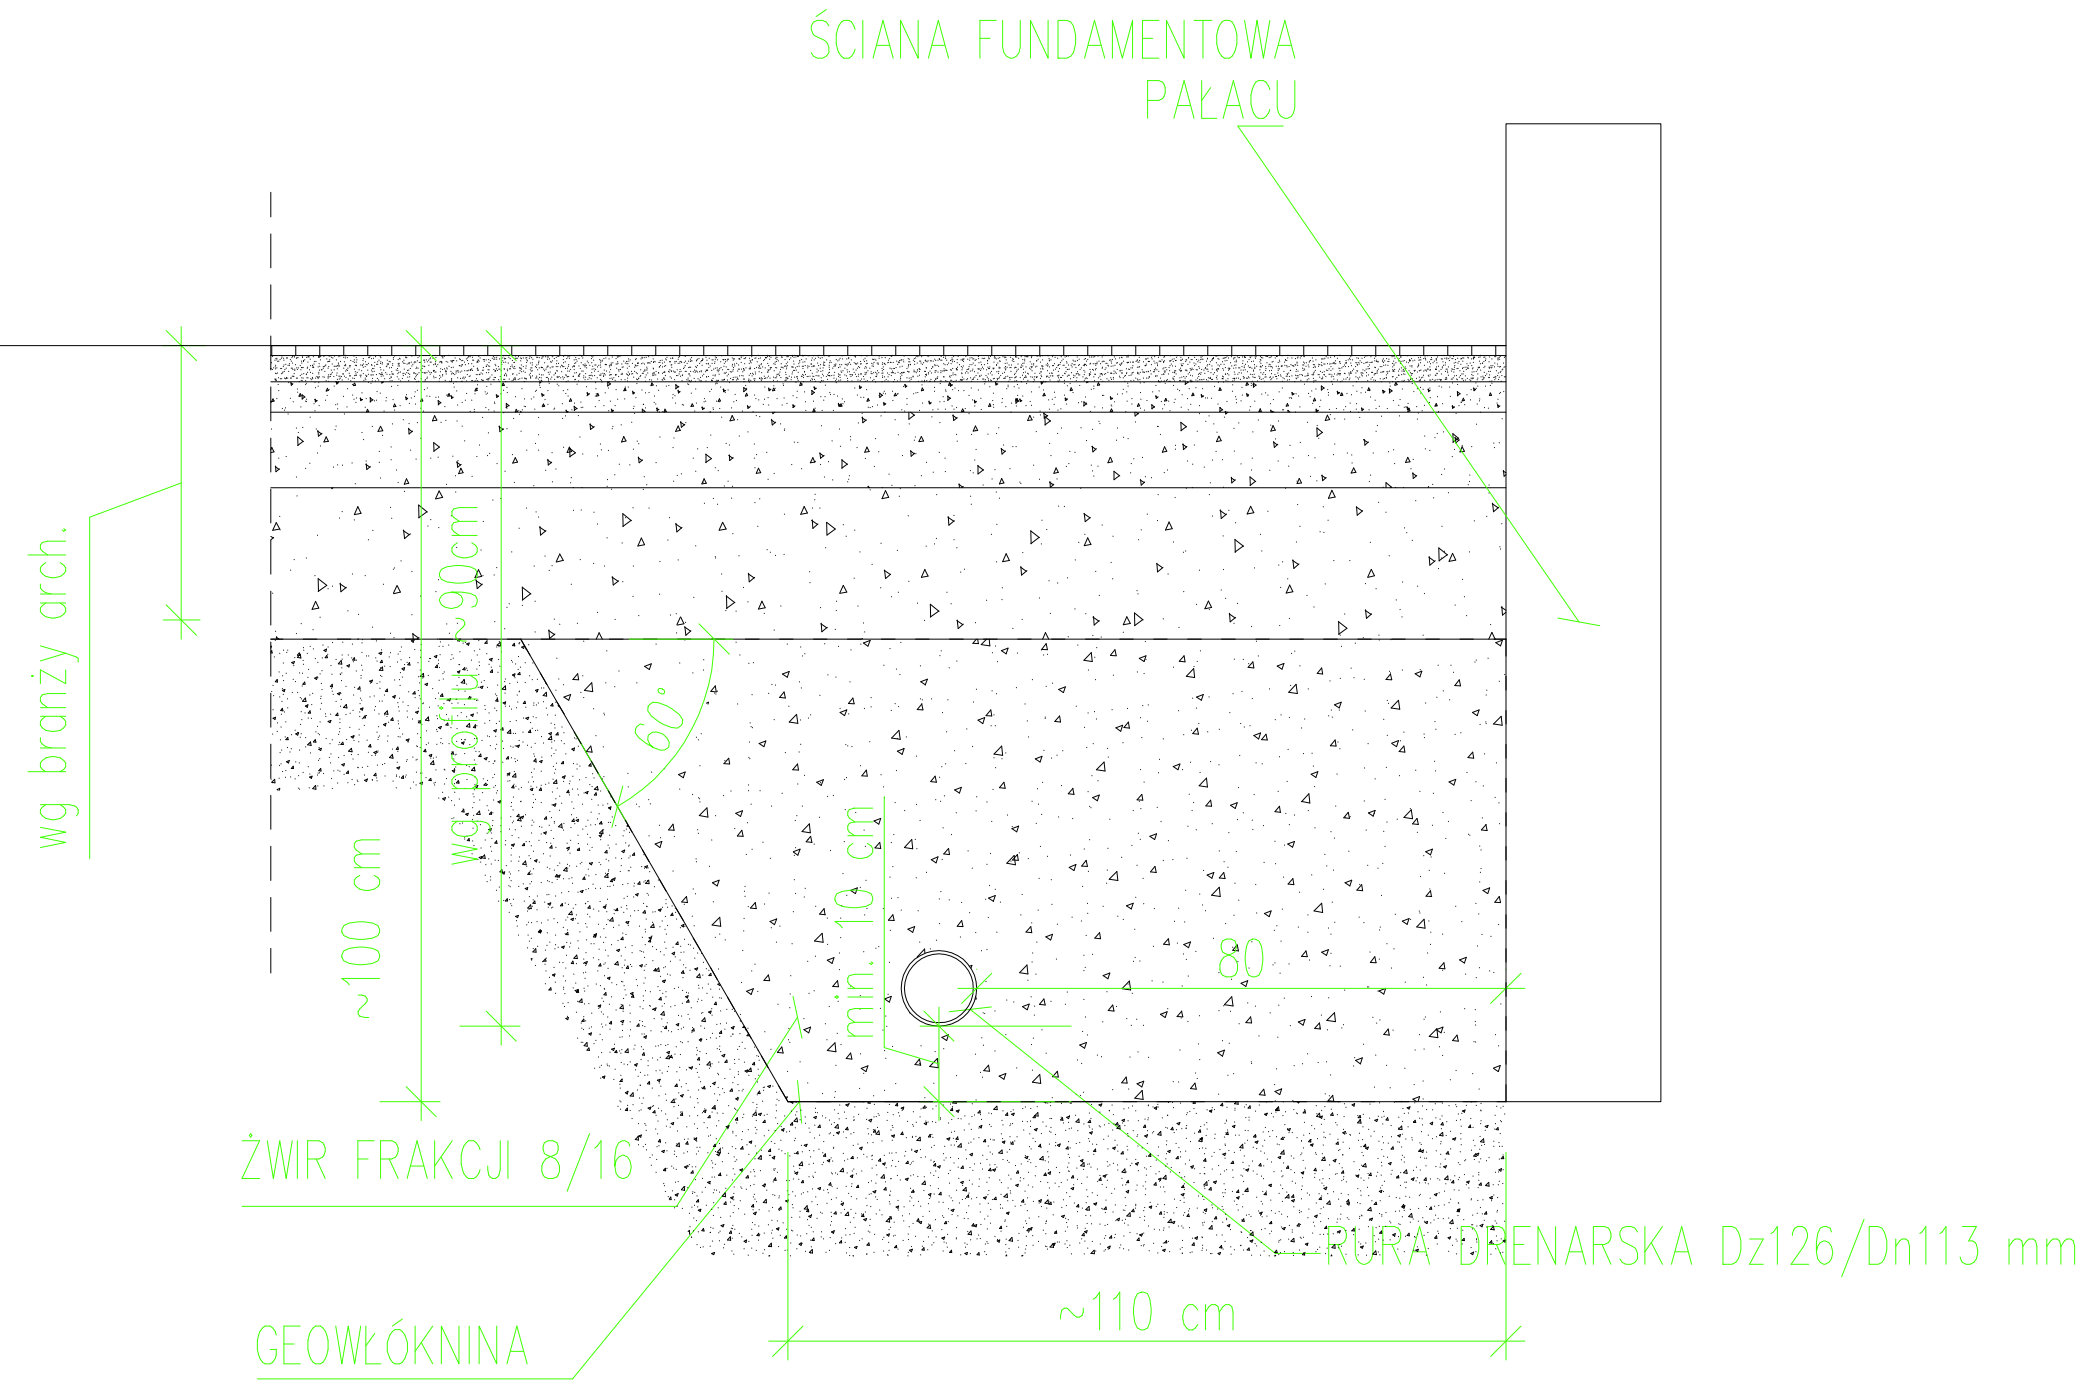 ŚCIANA FUNDAMENTOWA
PAŁACU
wg branży arch.
~100 cm
wg profilu ~90cm
60°
min. 10 cm
80
ŻWIR FRAKCJI 8/16
RURA DRENARSKA Dz126/Dn113 mm
~110 cm
GEOWŁÓKNINA